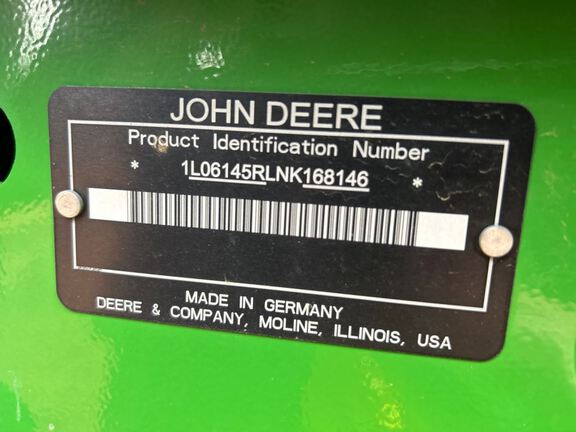 JOHN DEERE
Product Identification Number
* 1L06145RLNK168146 *
MADE IN GERMANY
DEERE & COMPANY, MOLINE, ILLINOIS, USA